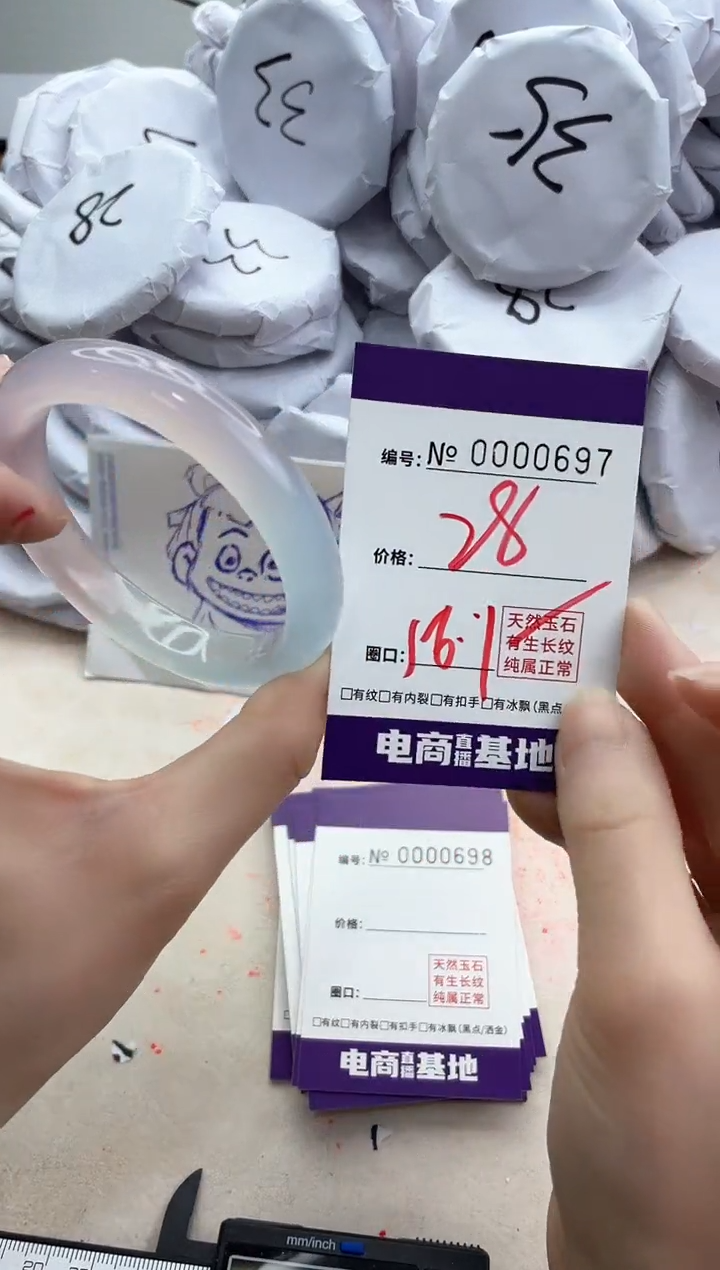 28
33
35
28
编号: № 0000697
价格: 28
圈口:
天然玉石
有生长纹
纯属正常
□有纹□有内裂□有扣手□有冰飘(黑点
电商直播基地
编号: № 0000698
价格:
圈口:
天然玉石
有生长纹
纯属正常
□有纹□有内裂□有扣手□有冰飘(黑点/洒金)
电商直播基地
mm/inch
20